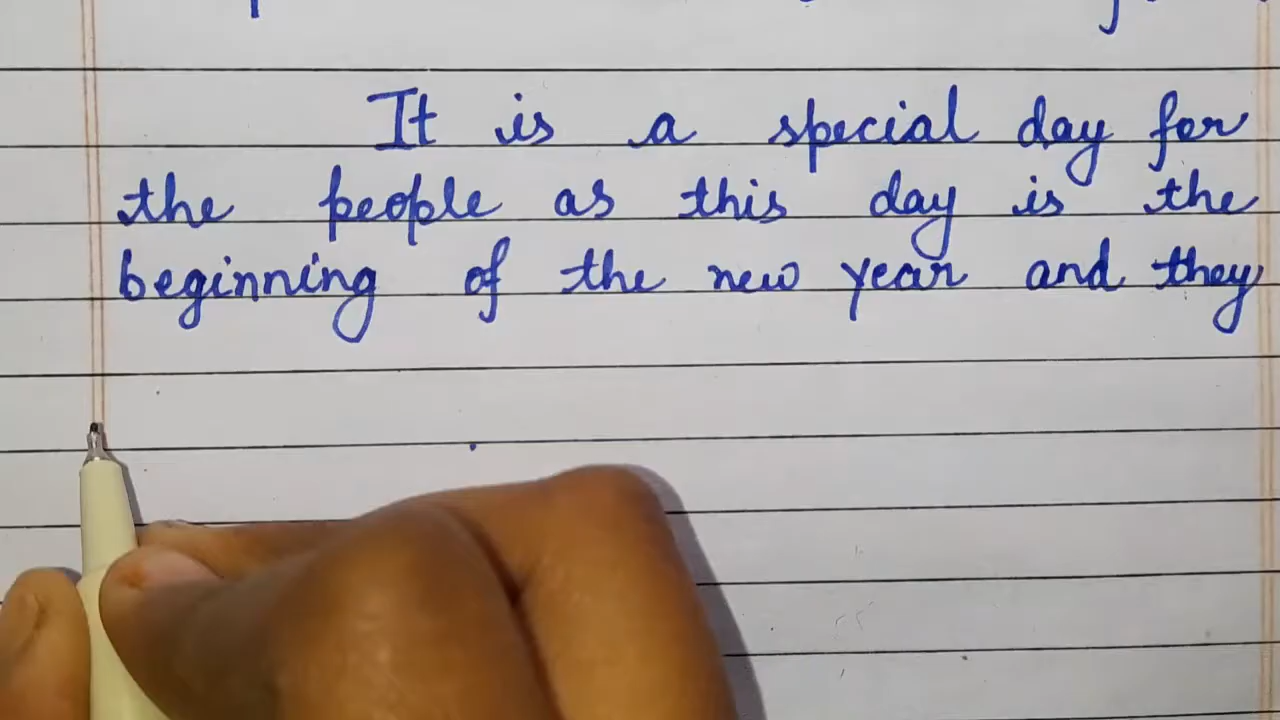 It is a special day for
the people as this day is the
beginning of the new year and they